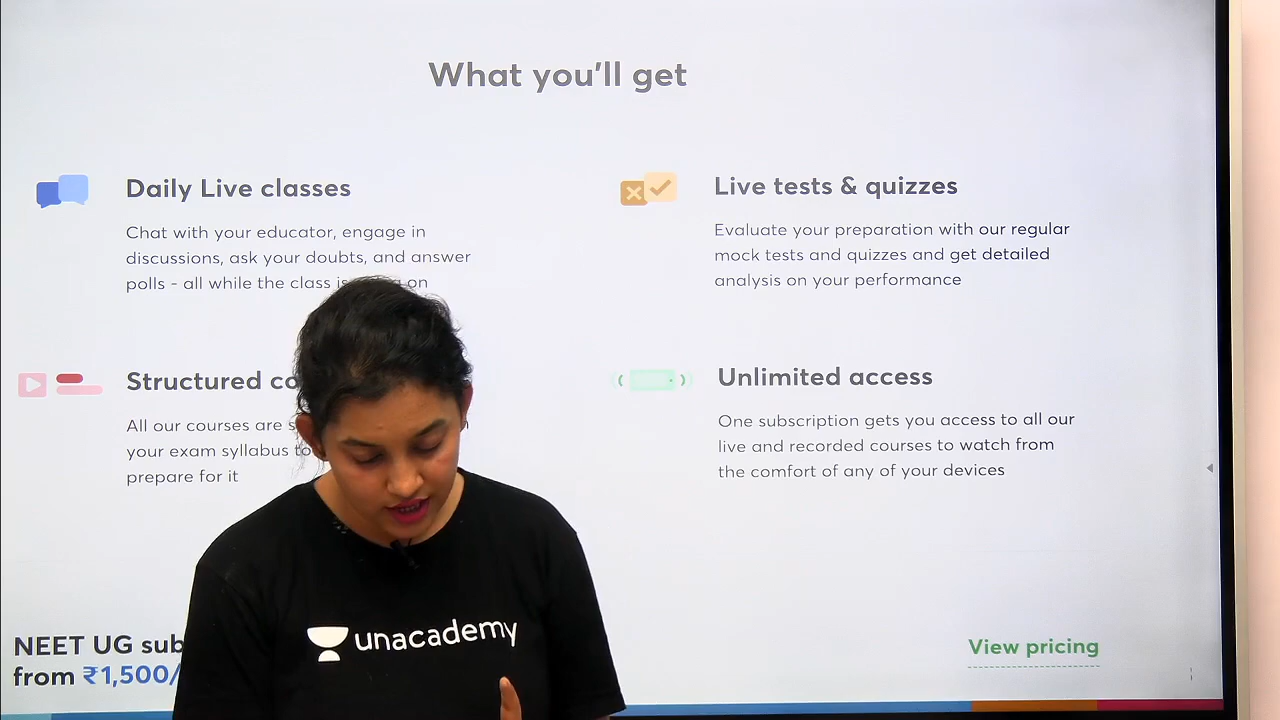 What you'll get
Daily Live classes
Chat with your educator, engage in
discussions, ask your doubts, and answer
polls - all while the class is going on
Live tests & quizzes
Evaluate your preparation with our regular
mock tests and quizzes and get detailed
analysis on your performance
Structured
All our courses are
your exam syllabus to
prepare for it
Unlimited access
One subscription gets you access to all our
live and recorded courses to watch from
the comfort of any of your devices
unacademy
NEET UG
from ₹1,500/
View pricing